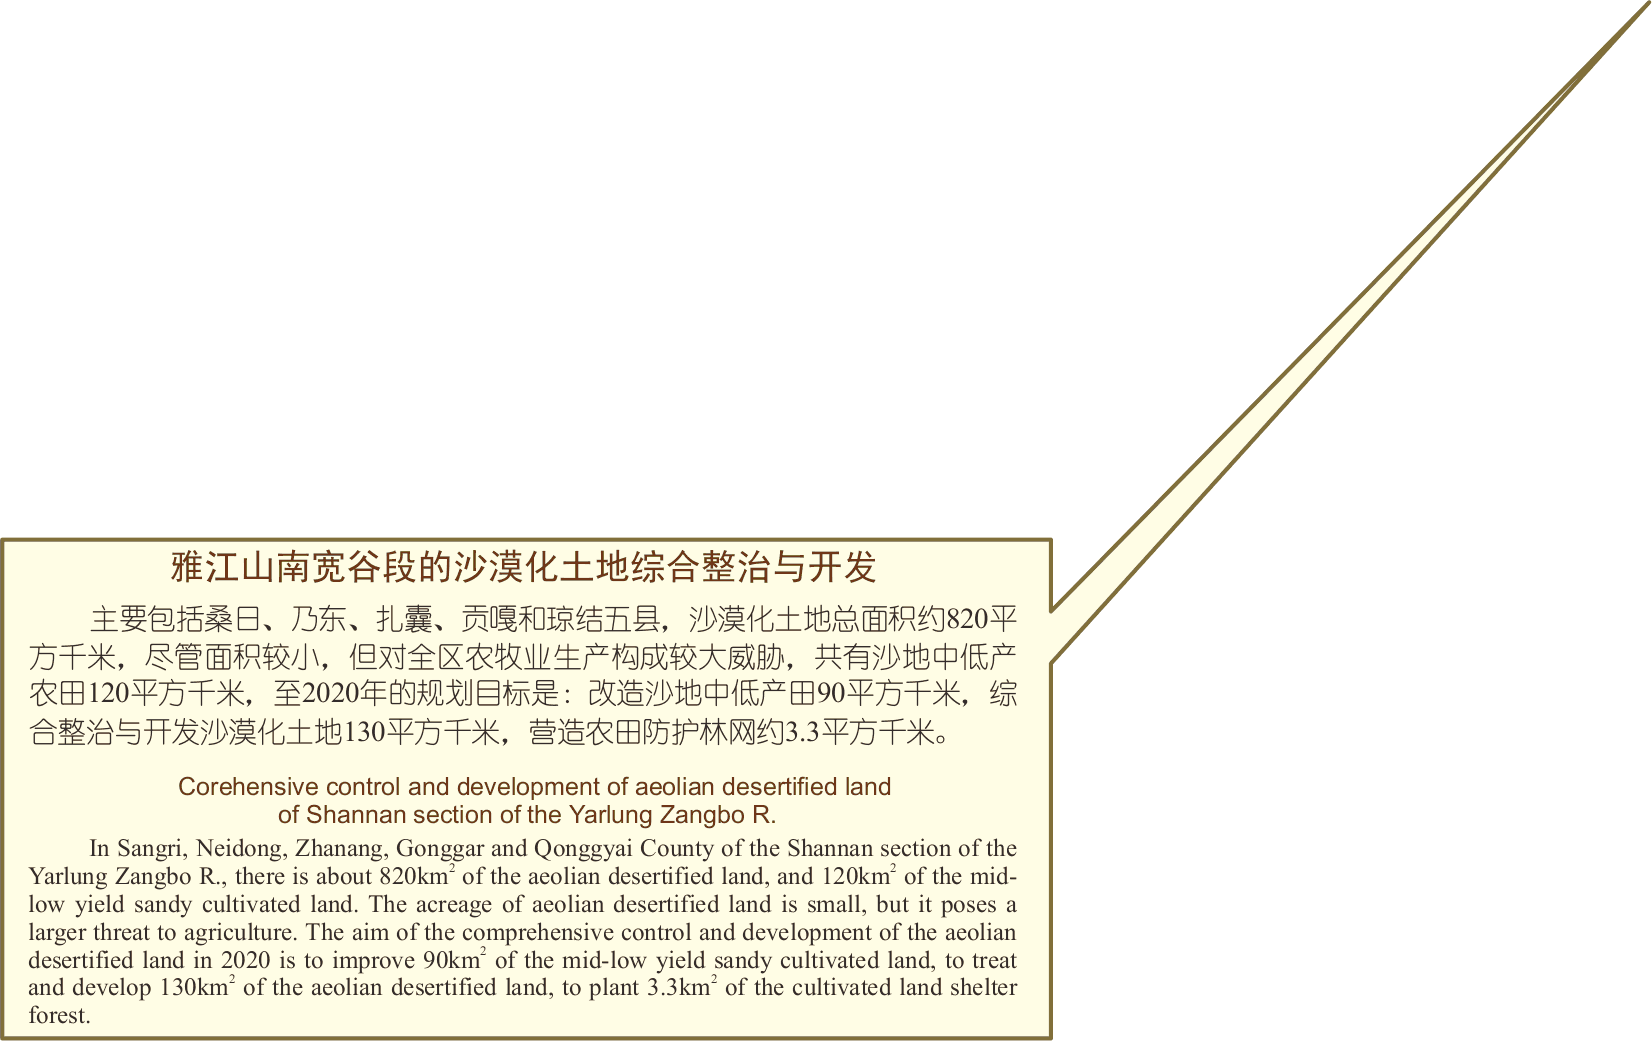 雅江山南宽谷段的沙漠化土地综合整治与开发
主要包括桑日、乃东、扎囊、贡嘎和琼结五县，沙漠化土地总面积约820平
方千米，尽管面积较小，但对全区农牧业生产构成较大威胁，共有沙地中低产
农田120平方千米，至2020年的规划目标是：改造沙地中低产田90平方千米，综
合整治与开发沙漠化土地130平方千米，营造农田防护林网约3.3平方千米。
Corehensive control and development of aeolian desertified land
of Shannan section of the Yarlung Zangbo R.
In Sangri, Neidong, Zhanang, Gonggar and Qonggyai County of the Shannan section of the
Yarlung Zangbo R., there is about 820km² of the aeolian desertified land, and 120km² of the mid-
low yield sandy cultivated land. The acreage of aeolian desertified land is small, but it poses a
larger threat to agriculture. The aim of the comprehensive control and development of the aeolian
desertified land in 2020 is to improve 90km² of the mid-low yield sandy cultivated land, to treat
and develop 130km² of the aeolian desertified land, to plant 3.3km² of the cultivated land shelter
forest.